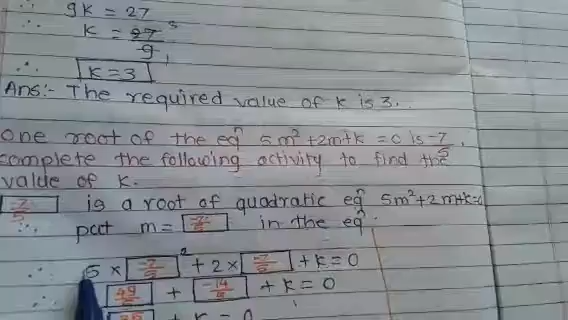 ∴ 9k = 27
∴ k = 27/9 3 1
∴ k = 3
Ans:- The required value of k is 3.
One root of the eqn 5m² + 2m + k = 0 is -7/5.
complete the following activity to find the
value of k.
-7/5 is a root of quadratic eqn 5m² + 2m + k = 0
∴ put m = -7/5 in the eqn.
∴ 5 × -7/5 ² + 2 × -7/5 + k = 0
∴ 49/5 + -14/5 + k = 0
+ k = 0